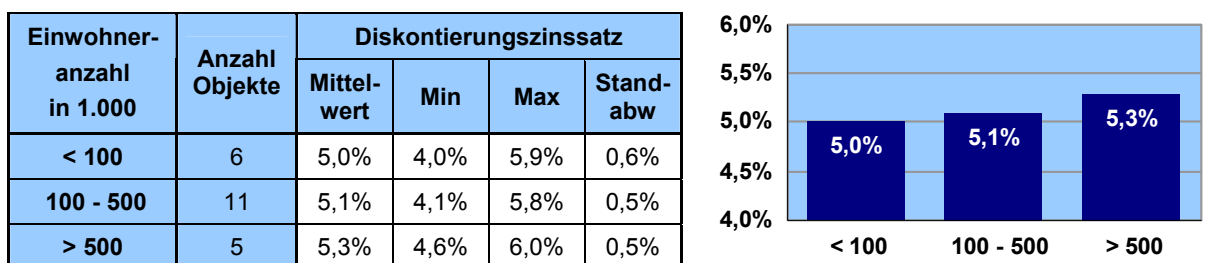 Einwohner-
anzahl
in 1.000
Anzahl
Objekte
Diskontierungszinssatz
Mittel-
wert
Min
Max
Stand-
abw
< 100 6 5,0% 4,0% 5,9% 0,6%
100 - 500 11 5,1% 4,1% 5,8% 0,5%
> 500 5 5,3% 4,6% 6,0% 0,5%
6,0%
5,5%
5,0%
4,5%
4,0%
5,0% 5,1% 5,3%
< 100 100 - 500 > 500